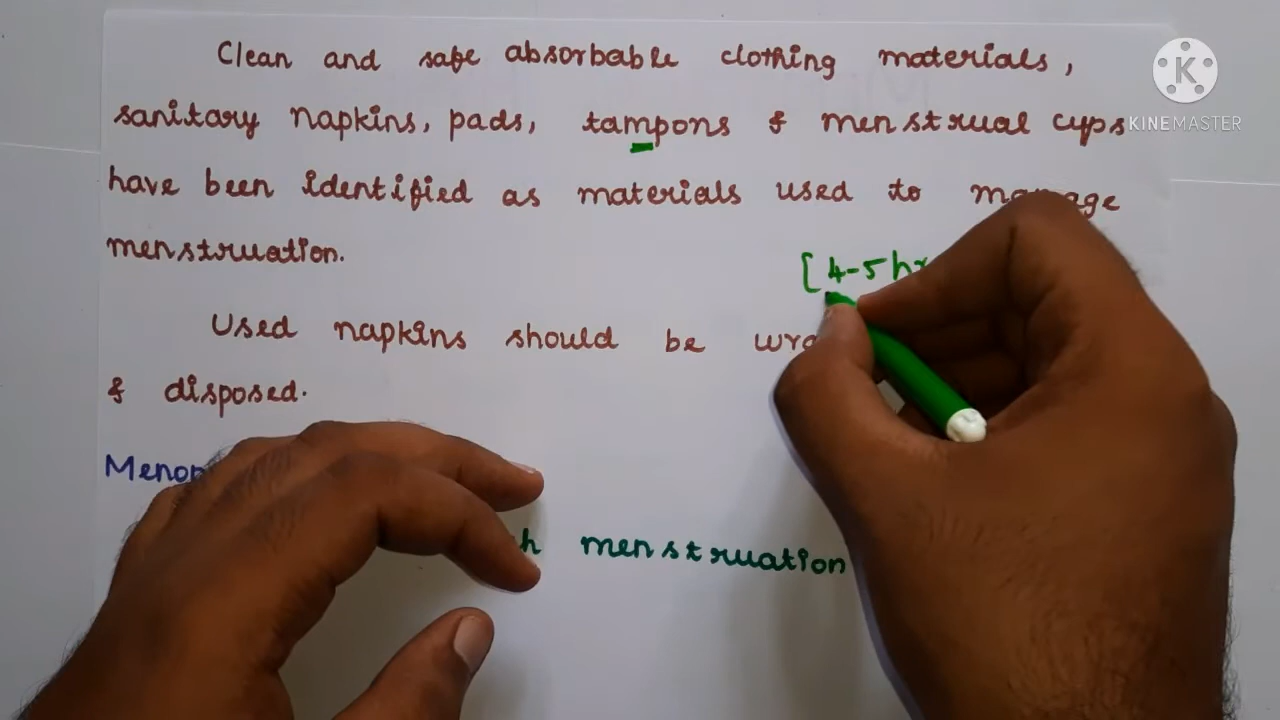 Clean and safe absorbable clothing materials,
sanitary napkins, pads, tampons & menstrual cups
have been identified as materials used to manage
menstruation.
[4-5 hr
Used napkins should be
& disposed.
menstruation
K
KINEMASTER